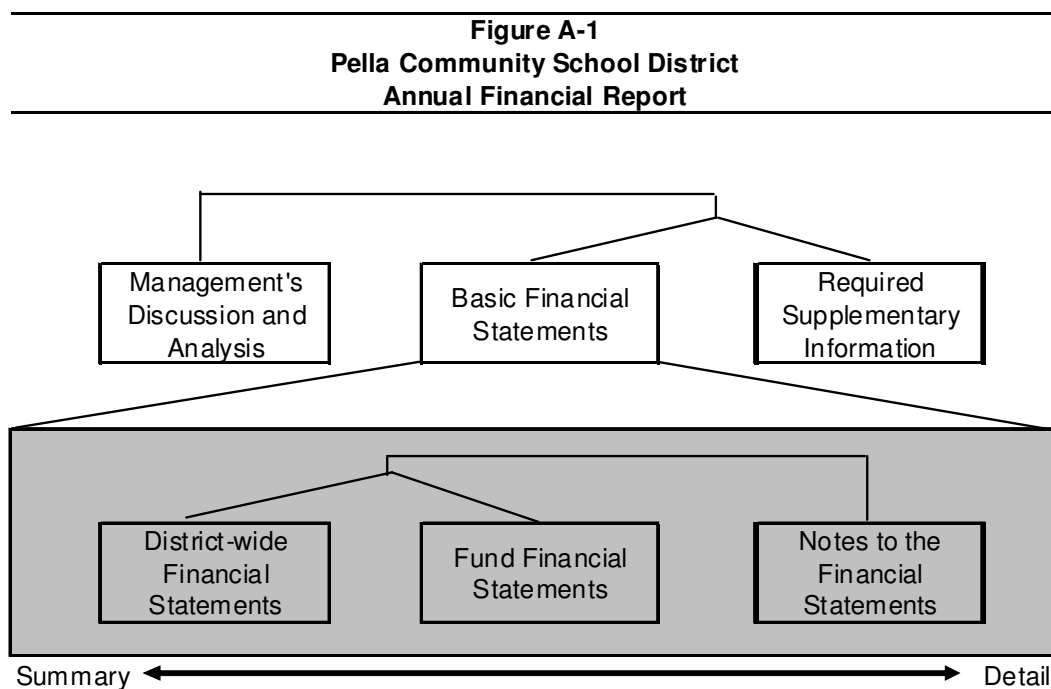 Figure A-1
Pella Community School District
Annual Financial Report
Management's
Discussion and
Analysis
Basic Financial
Statements
Required
Supplementary
Information
District-wide
Financial
Statements
Fund Financial
Statements
Notes to the
Financial
Statements
Summary
Detail